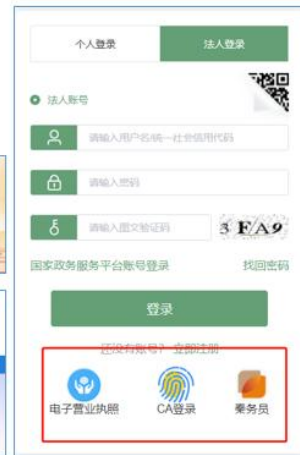 个人登录
法人登录
法人账号
请输入用户名/统一社会信用代码
请输入密码
请输入图文验证码
3 FA9
国家政务服务平台账号登录
找回密码
登录
还没有账号？ 立即注册
电子营业执照
CA登录
秦务员